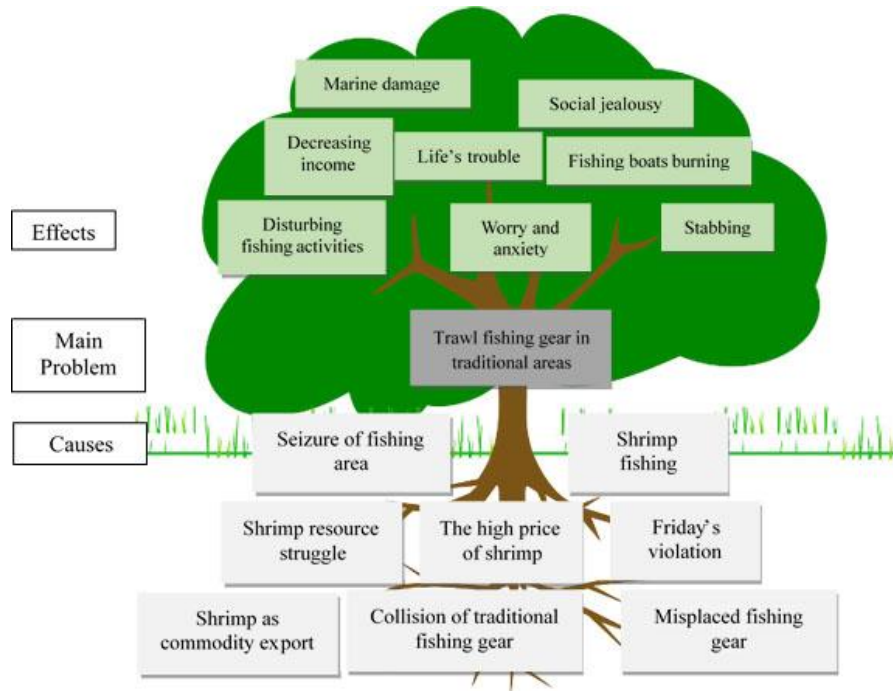 Marine damage
Social jealousy
Decreasing
income
Life's trouble
Fishing boats burning
Effects
Disturbing
fishing activities
Worry and
anxiety
Stabbing
Main
Problem
Trawl fishing gear in
traditional areas
Causes
Seizure of fishing
area
Shrimp
fishing
Shrimp resource
struggle
The high price
of shrimp
Friday's
violation
Shrimp as
commodity export
Collision of traditional
fishing gear
Misplaced fishing
gear